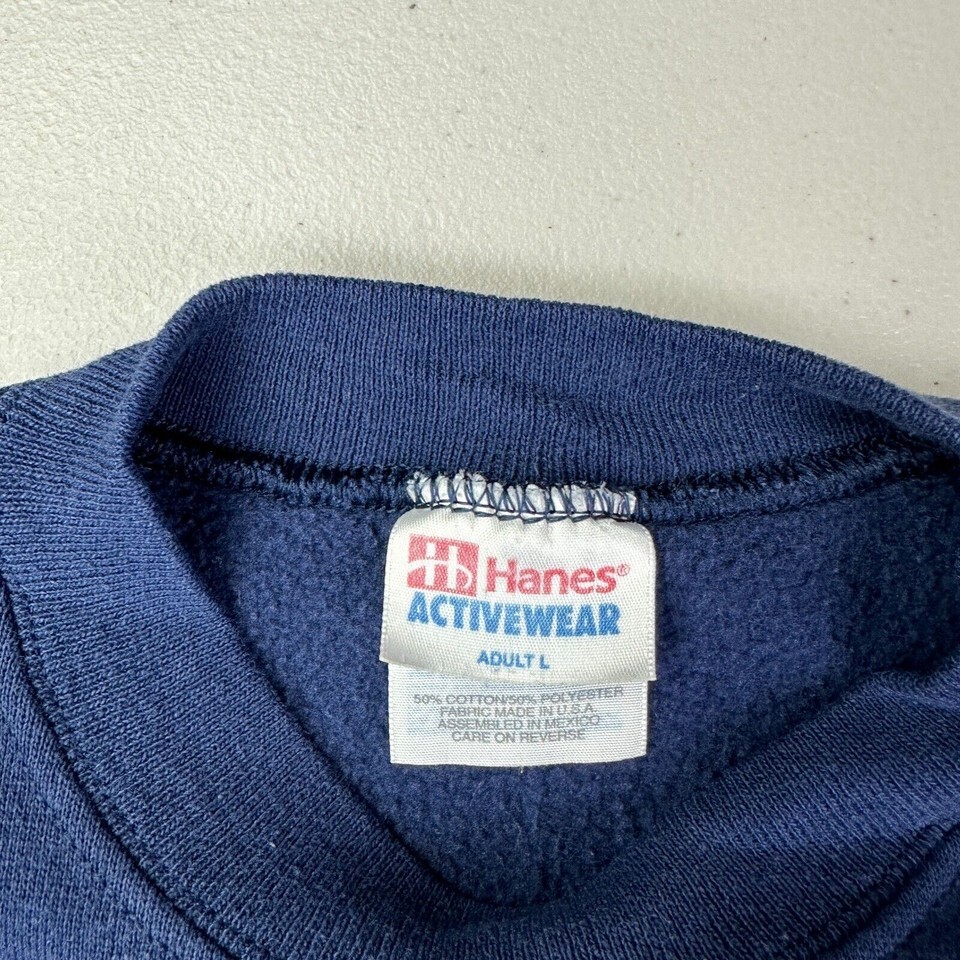 Hanes®
ACTIVEWEAR
ADULT L
50% COTTON/50% POLYESTER
FABRIC MADE IN U.S.A.
ASSEMBLED IN MEXICO
CARE ON REVERSE